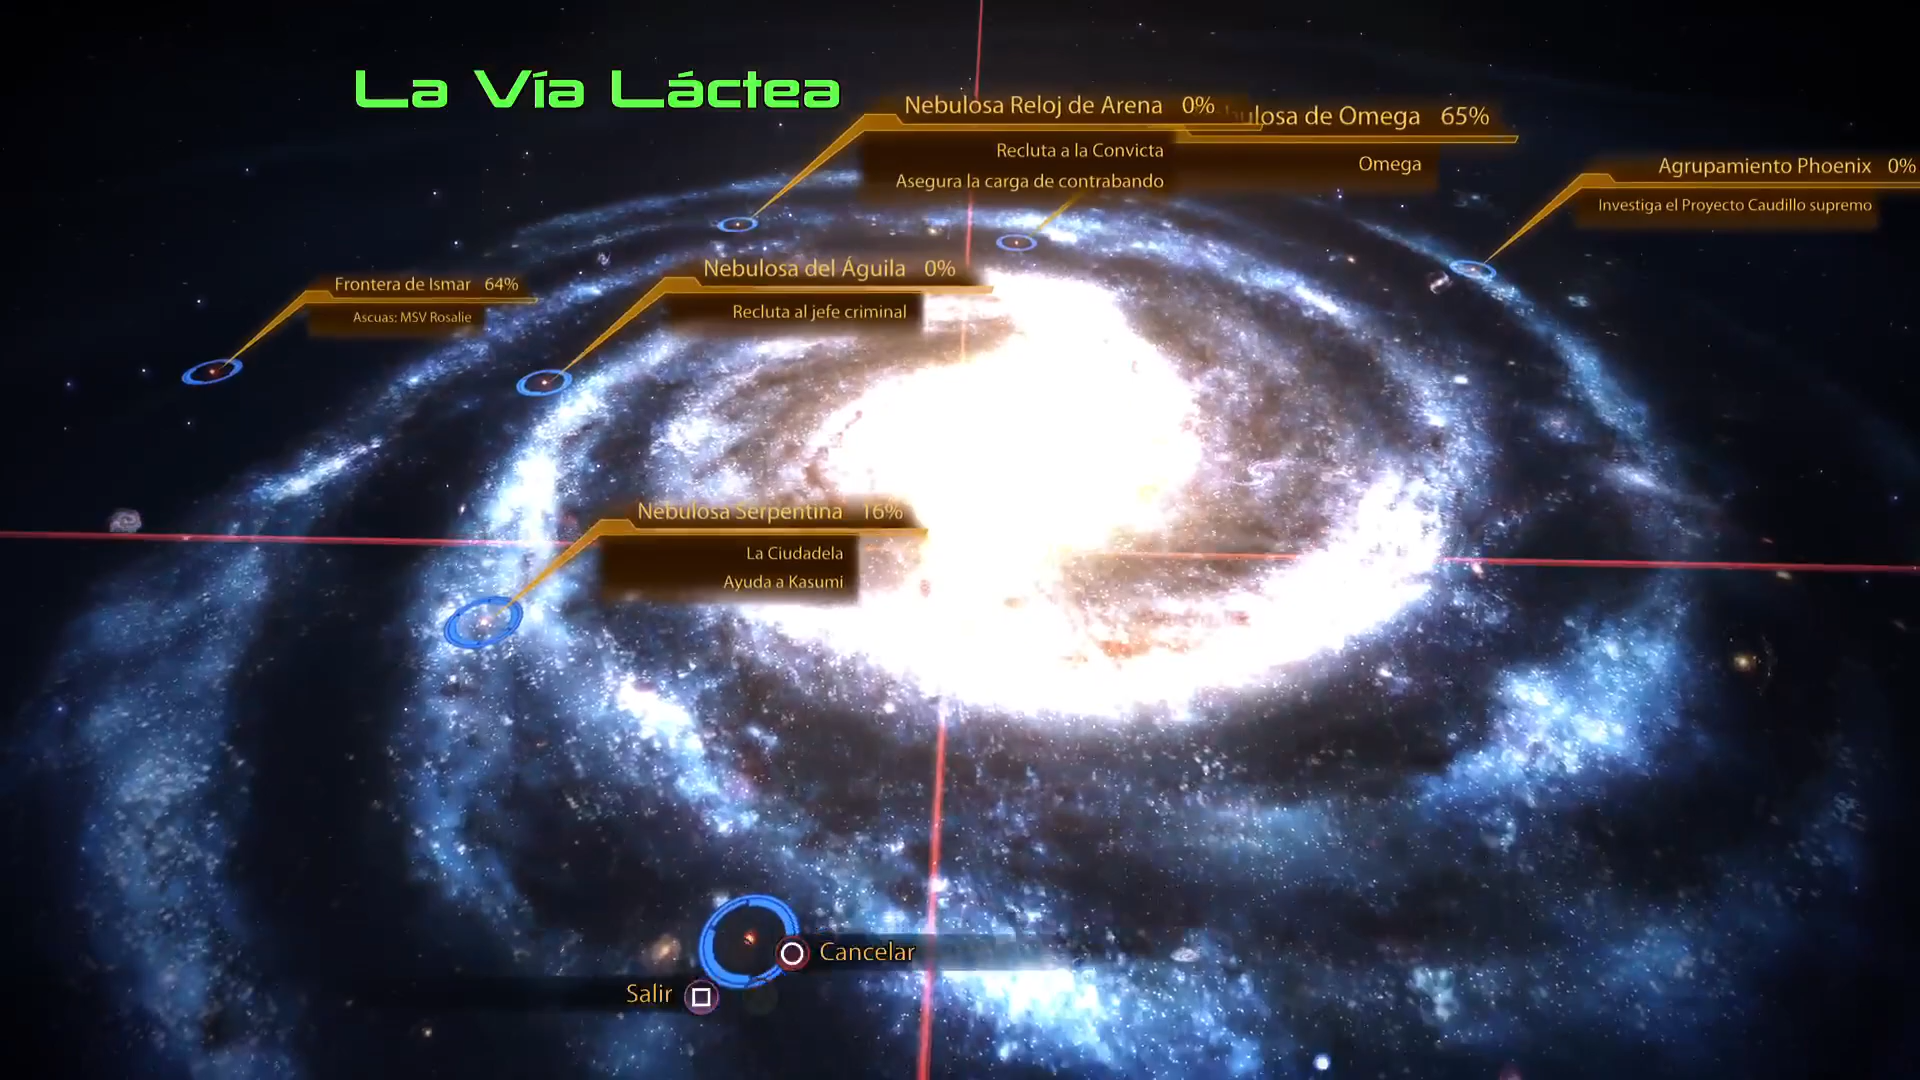 La Vía Láctea
Nebulosa Reloj de Arena 0%
Recluta a la Convicta
Asegura la carga de contrabando
de Omega 65%
Omega
Agrupamiento Phoenix 0%
Investiga el Proyecto Caudillo supremo
Nebulosa del Águila 0%
Recluta al jefe criminal
Frontera de Ismar 64%
Ascuas: MSV Rosalie
Nebulosa Serpentina 16%
La Ciudadela
Ayuda a Kasumi
Cancelar
Salir